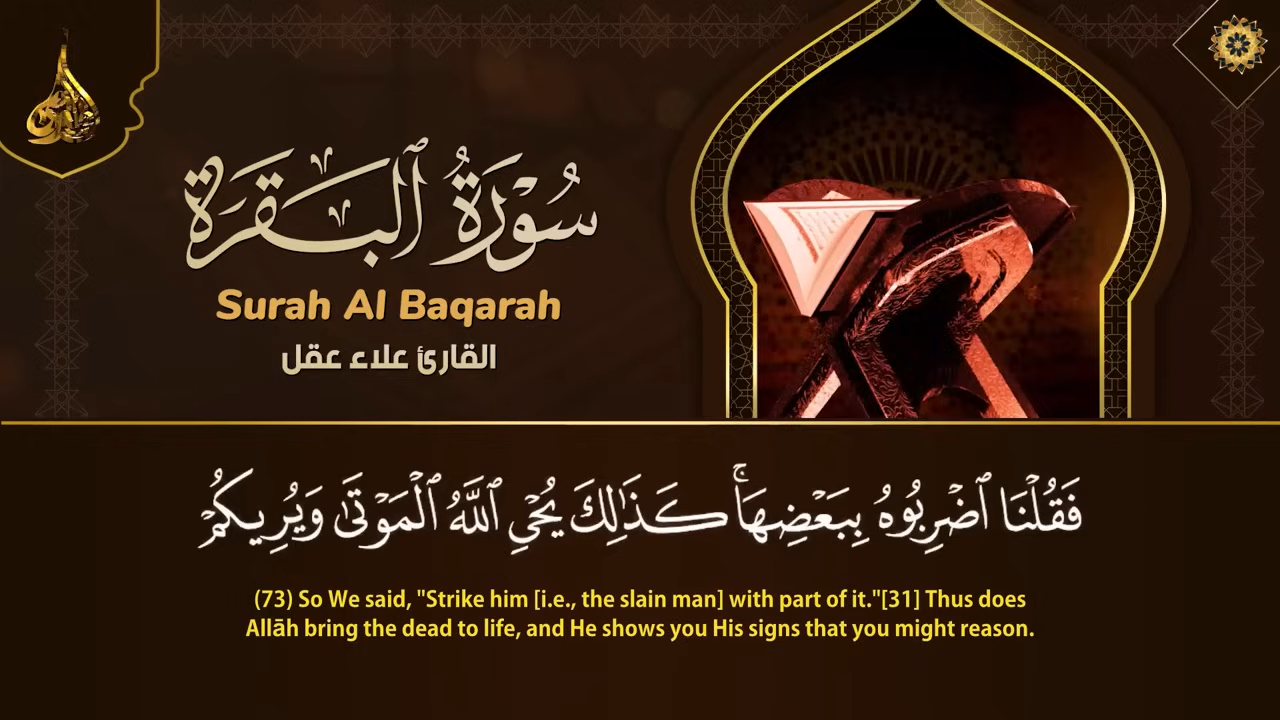 سُورَةُ ٱلْبَقَرَة
Surah Al Baqarah
القارئ علاء عقل
فَقُلْنَا ٱضْرِبُوهُ بِبَعْضِهَاۚ كَذَٰلِكَ يُحْىِ ٱللَّهُ ٱلْمَوْتَىٰ وَيُرِيكُمْ
(73) So We said, "Strike him [i.e., the slain man] with part of it."[31] Thus does
Allāh bring the dead to life, and He shows you His signs that you might reason.